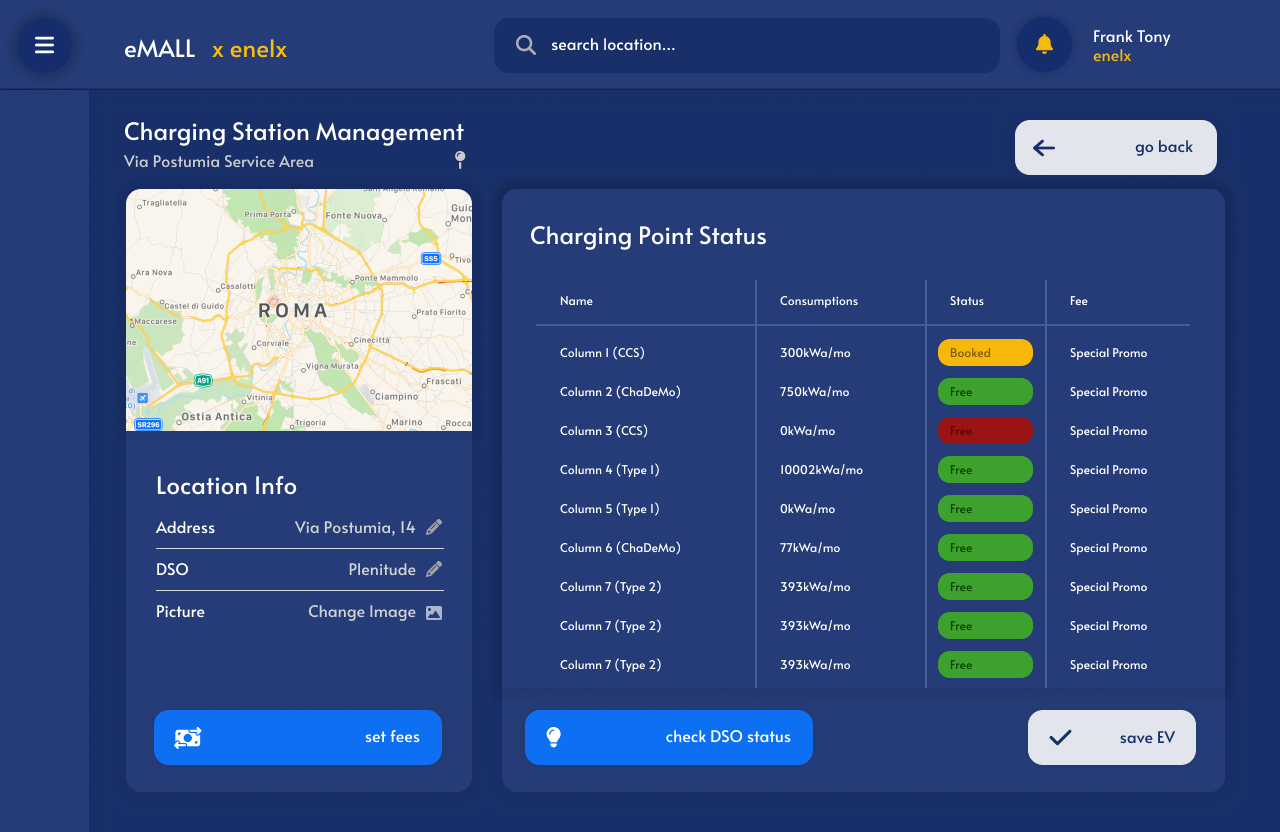 eMALL x enelx
search location...
Frank Tony
enelx
Charging Station Management
Via Postumia Service Area
go back
Sant'Angelo Romano
Tragliatella
Prima Porta
Fonte Nuova
Guid
Mon
SS5
Tivo
Ara Nova
Casalotti
Ponte Mammolo
Castel di Guido
ROMA
Prato Fiorito
Maccarese
Corviale
Cinecittà
ne
Vigna Murata
A91
Frascati
Vitinia
Ciampino
Ostia Antica
SR296
Trigoria
Marino
Rocca
Location Info
Address Via Postumia, 14
DSO Plenitude
Picture Change Image
set fees
Charging Point Status
Name Consumptions Status Fee
Column 1 (CCS) 300kWa/mo Booked Special Promo
Column 2 (ChaDeMo) 750kWa/mo Free Special Promo
Column 3 (CCS) 0kWa/mo Free Special Promo
Column 4 (Type 1) 10002kWa/mo Free Special Promo
Column 5 (Type 1) 0kWa/mo Free Special Promo
Column 6 (ChaDeMo) 77kWa/mo Free Special Promo
Column 7 (Type 2) 393kWa/mo Free Special Promo
Column 7 (Type 2) 393kWa/mo Free Special Promo
Column 7 (Type 2) 393kWa/mo Free Special Promo
check DSO status
save EV